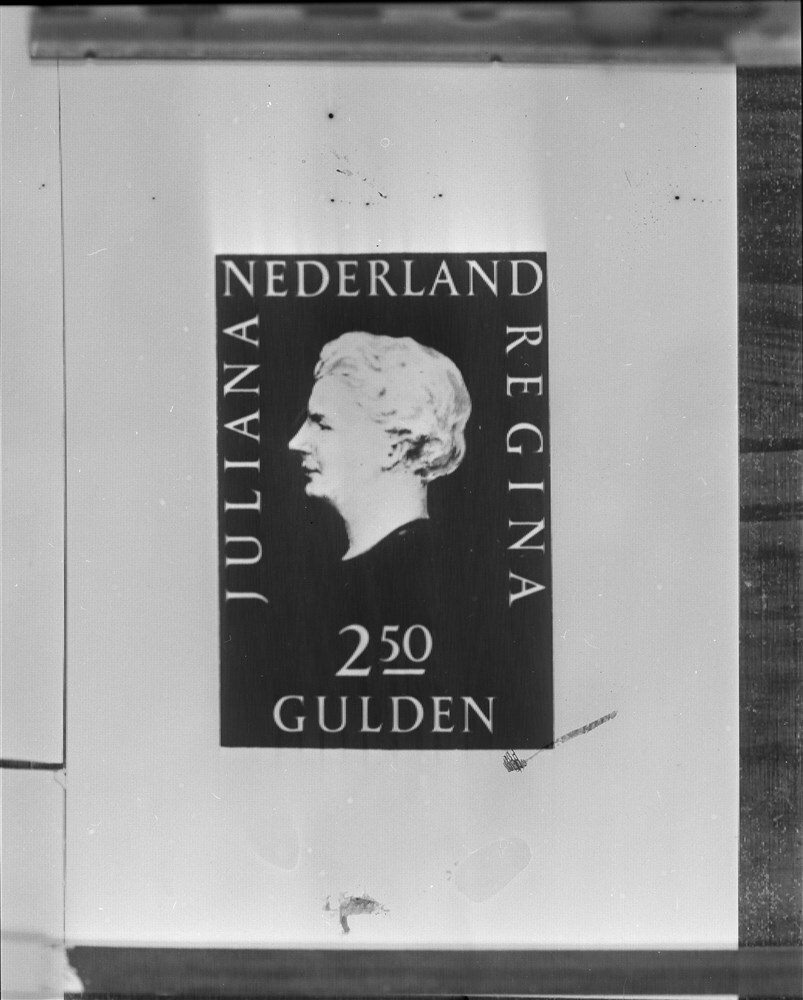 NEDERLAND
JULIANA
REGINA
2 50
GULDEN